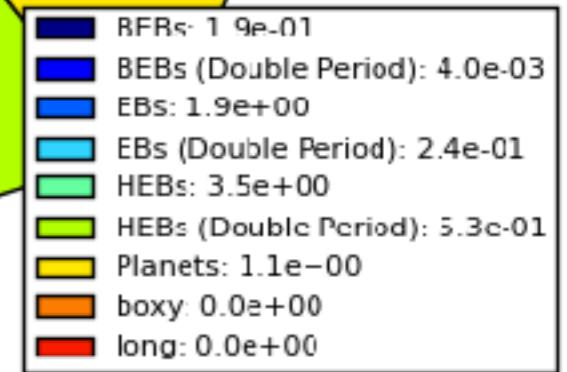 BEBs: 1.9e-01
BEBs (Double Period): 4.0e-03
EBs: 1.9e+00
EBs (Double Period): 2.4e-01
HEBs: 3.5e+00
HEBs (Double Period): 5.3e-01
Planets: 1.1e−00
boxy: 0.0e+00
long: 0.0e+00